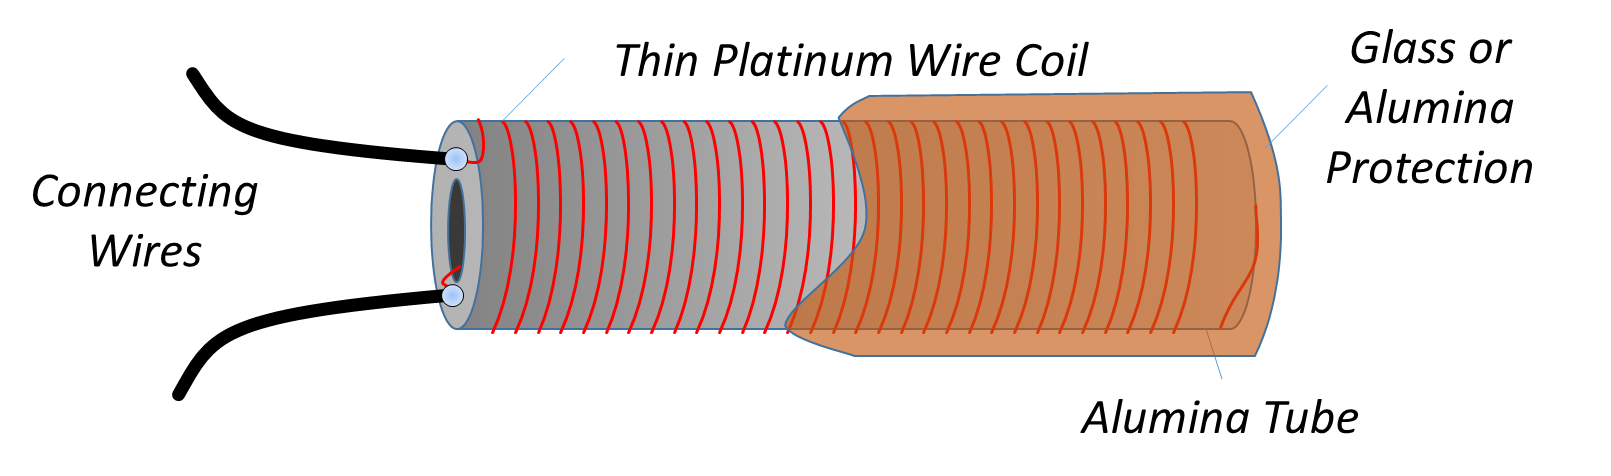 Thin Platinum Wire Coil
Glass or
Alumina
Protection
Connecting
Wires
Alumina Tube